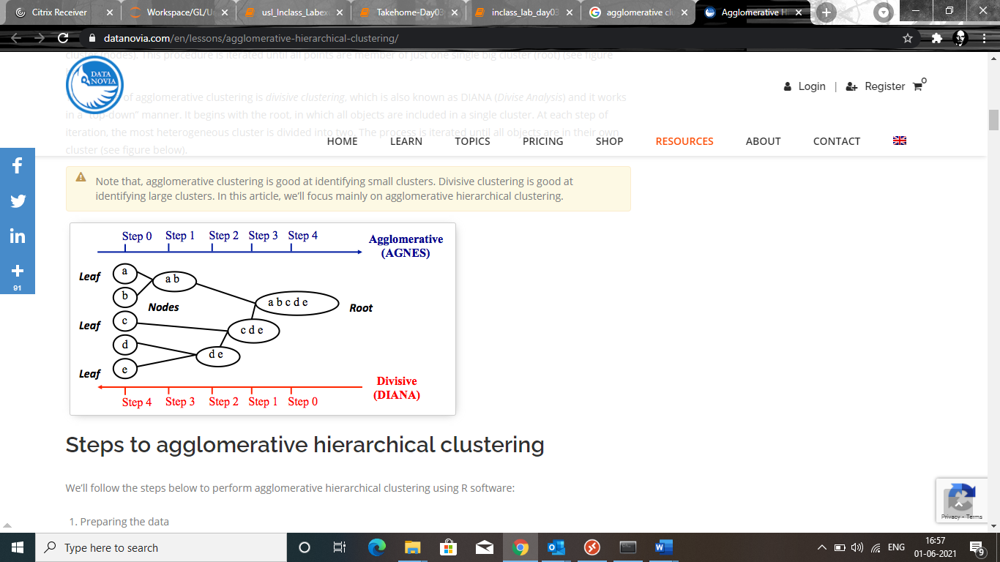 Citrix Receiver
Workspace/GL/U
usl_Inclass_Labex
Takehome-Day03
inclass_lab_day03
agglomerative clu
Agglomerative H
datanovia.com/en/lessons/agglomerative-hierarchical-clustering/
cluster (nodes). This procedure is iterated until all points are member of just one single big cluster (root) (see figure
DATA
NOVIA
Login | Register 0
of agglomerative clustering is divisive clustering, which is also known as DIANA (Divise Analysis) and it works
in a "top-down" manner. It begins with the root, in which all objects are included in a single cluster. At each step of
iteration, the most heterogeneous cluster is divided into two. The process is iterated until all objects are in their own
cluster (see figure below).
HOME LEARN TOPICS PRICING SHOP RESOURCES ABOUT CONTACT
91
Note that, agglomerative clustering is good at identifying small clusters. Divisive clustering is good at
identifying large clusters. In this article, we'll focus mainly on agglomerative hierarchical clustering.
Step 0 Step 1 Step 2 Step 3 Step 4
Agglomerative
(AGNES)
Leaf
a
a b
b
Nodes
a b c d e
Root
Leaf
c
c d e
d
d e
Leaf
e
Divisive
(DIANA)
Step 4 Step 3 Step 2 Step 1 Step 0
Steps to agglomerative hierarchical clustering
We'll follow the steps below to perform agglomerative hierarchical clustering using R software:
1. Preparing the data
Privacy - Terms
Type here to search
ENG
16:57
01-06-2021
9